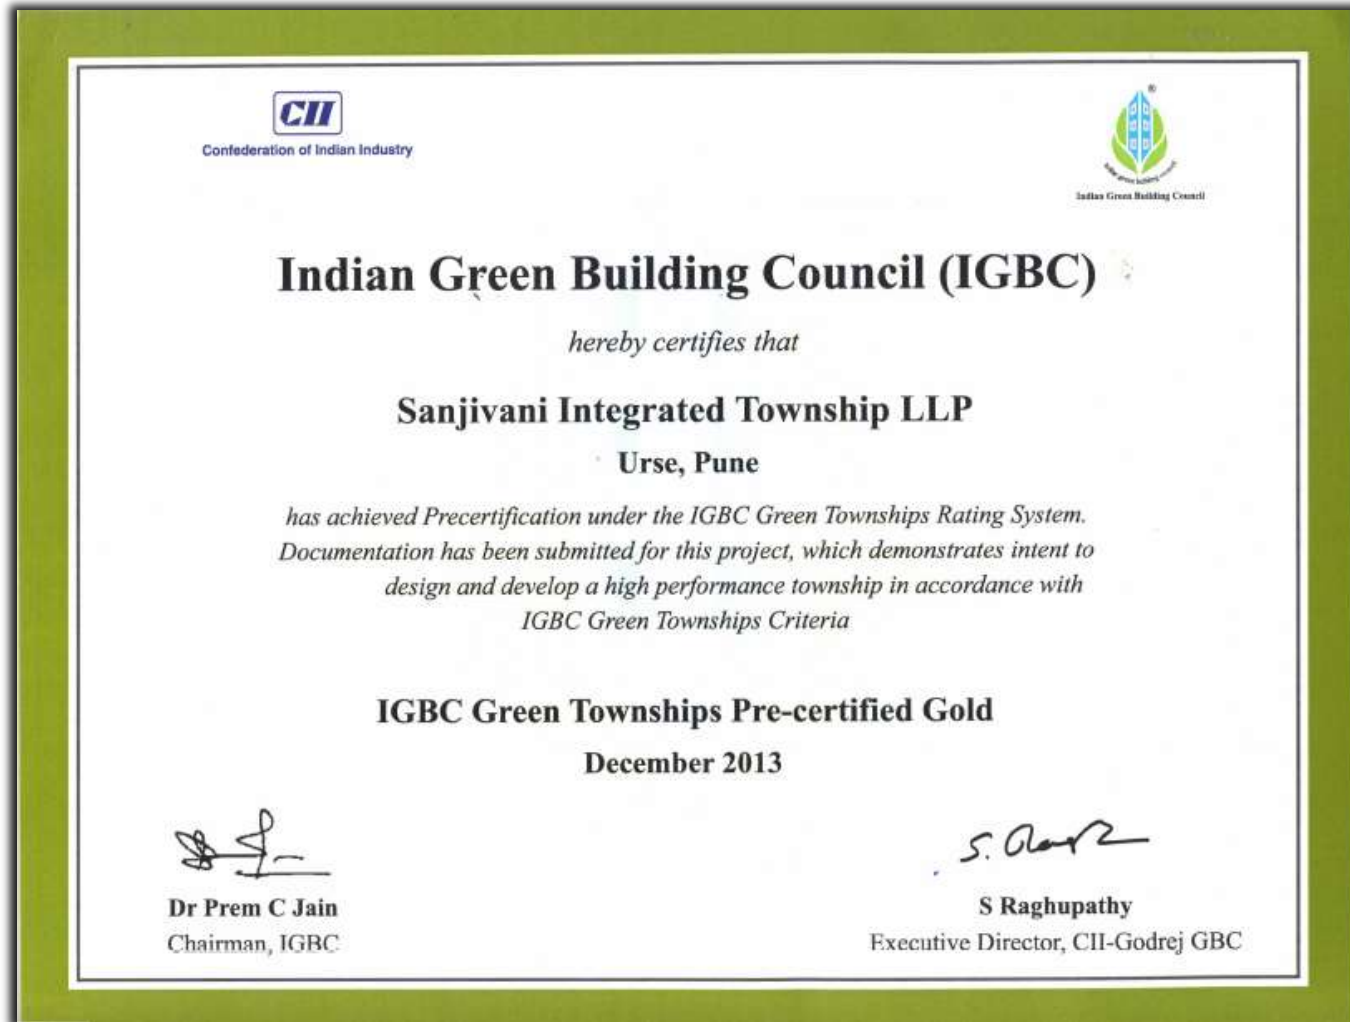 CII
Confederation of Indian Industry
®
indian green building council
Indian Green Building Council
Indian Green Building Council (IGBC)
hereby certifies that
Sanjivani Integrated Township LLP
Urse, Pune
has achieved Precertification under the IGBC Green Townships Rating System.
Documentation has been submitted for this project, which demonstrates intent to
design and develop a high performance township in accordance with
IGBC Green Townships Criteria
IGBC Green Townships Pre-certified Gold
December 2013
Dr Prem C Jain
Chairman, IGBC
S Raghupathy
Executive Director, CII-Godrej GBC